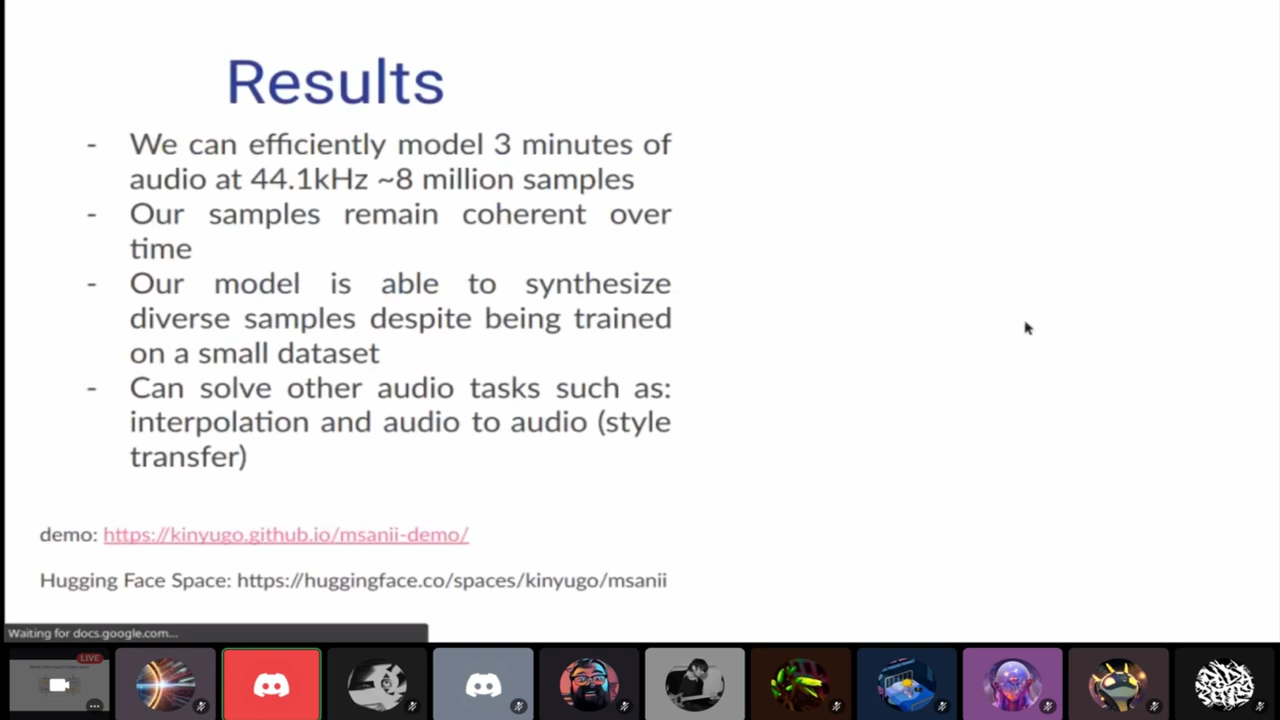 Results
- We can efficiently model 3 minutes of
audio at 44.1kHz ~8 million samples
- Our samples remain coherent over
time
- Our model is able to synthesize
diverse samples despite being trained
on a small dataset
- Can solve other audio tasks such as:
interpolation and audio to audio (style
transfer)
demo: https://kinyugo.github.io/msanii-demo/
Hugging Face Space: https://huggingface.co/spaces/kinyugo/msanii
Waiting for docs.google.com...
LIVE